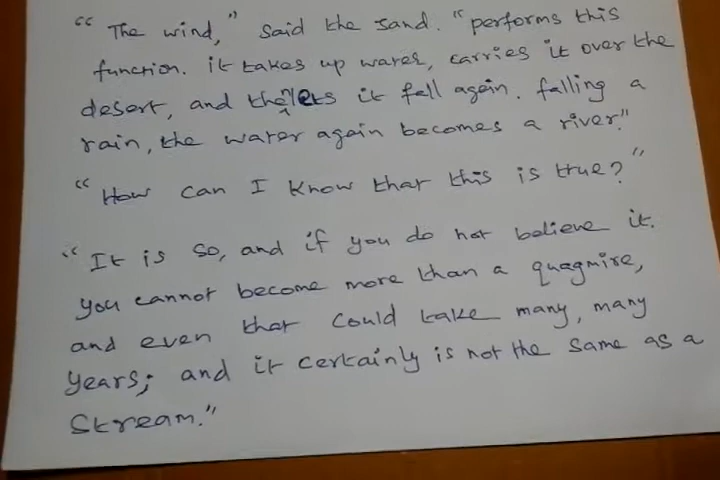 "The wind," said the sand. "performs this
function. it takes up water, carries it over the
desert, and then lets it fell again. falling a
rain, the water again becomes a river."
"How can I know that this is true?"
"It is so, and if you do not believe it.
you cannot become more than a quagmire,
and even that could take many, many
years; and it certainly is not the same as a
stream."